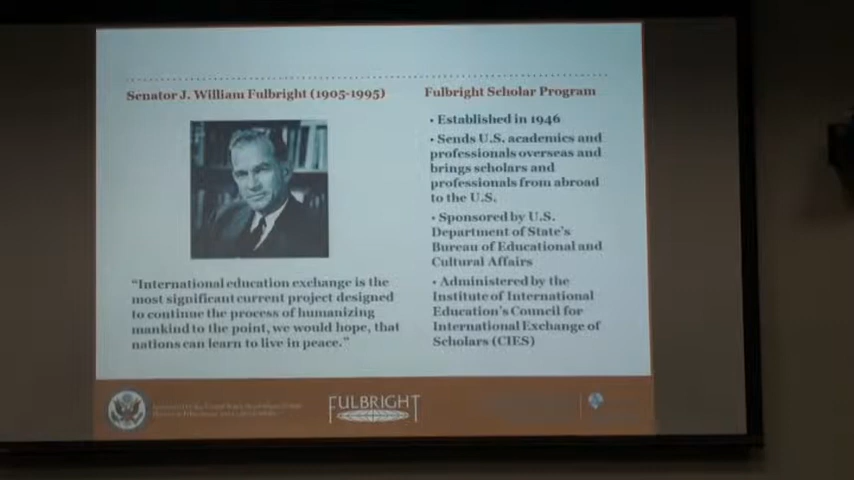 Senator J. William Fulbright (1905-1995)
"International education exchange is the
most significant current project designed
to continue the process of humanizing
mankind to the point, we would hope, that
nations can learn to live in peace."
Fulbright Scholar Program
• Established in 1946
• Sends U.S. academics and
professionals overseas and
brings scholars and
professionals from abroad
to the U.S.
• Sponsored by U.S.
Department of State's
Bureau of Educational and
Cultural Affairs
• Administered by the
Institute of International
Education's Council for
International Exchange of
Scholars (CIES)
FULBRIGHT